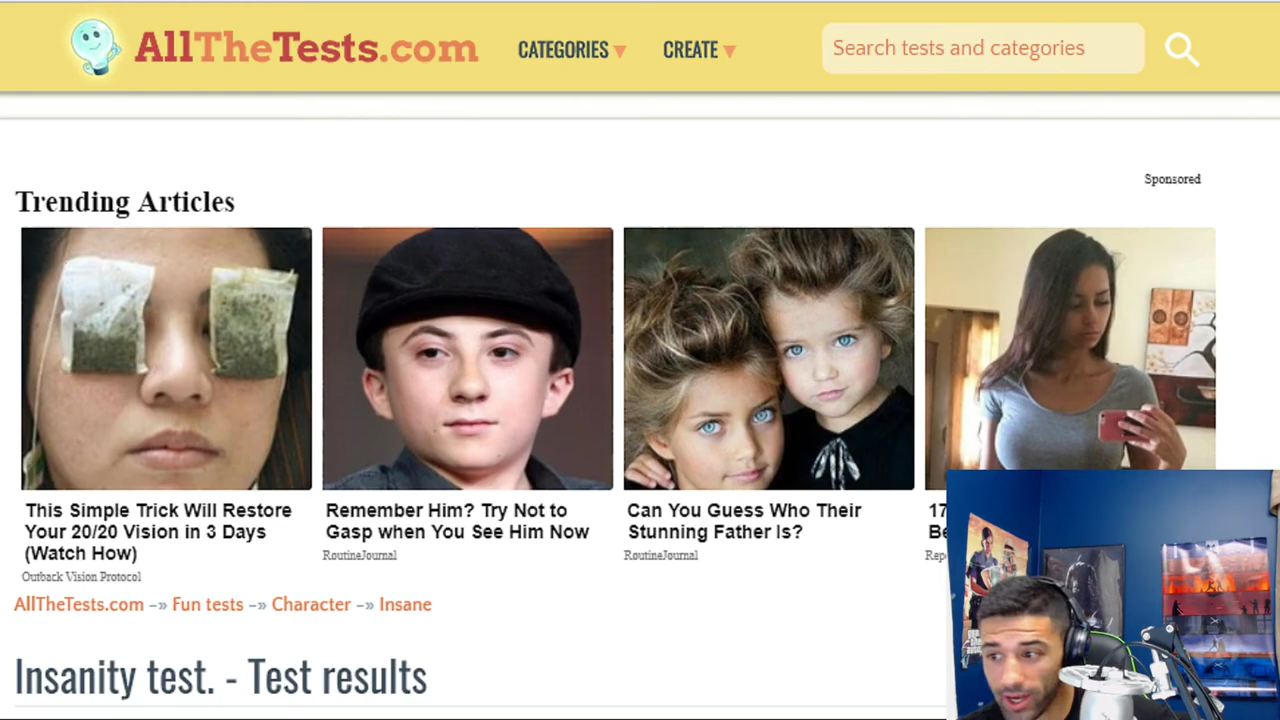 AllTheTests.com
CATEGORIES
CREATE
Search tests and categories
Sponsored
Trending Articles
This Simple Trick Will Restore
Your 20/20 Vision in 3 Days
(Watch How)
Outback Vision Protocol
Remember Him? Try Not to
Gasp when You See Him Now
RoutineJournal
Can You Guess Who Their
Stunning Father Is?
RoutineJournal
17
Be
Rep
AllTheTests.com –» Fun tests –» Character –» Insane
Insanity test. - Test results